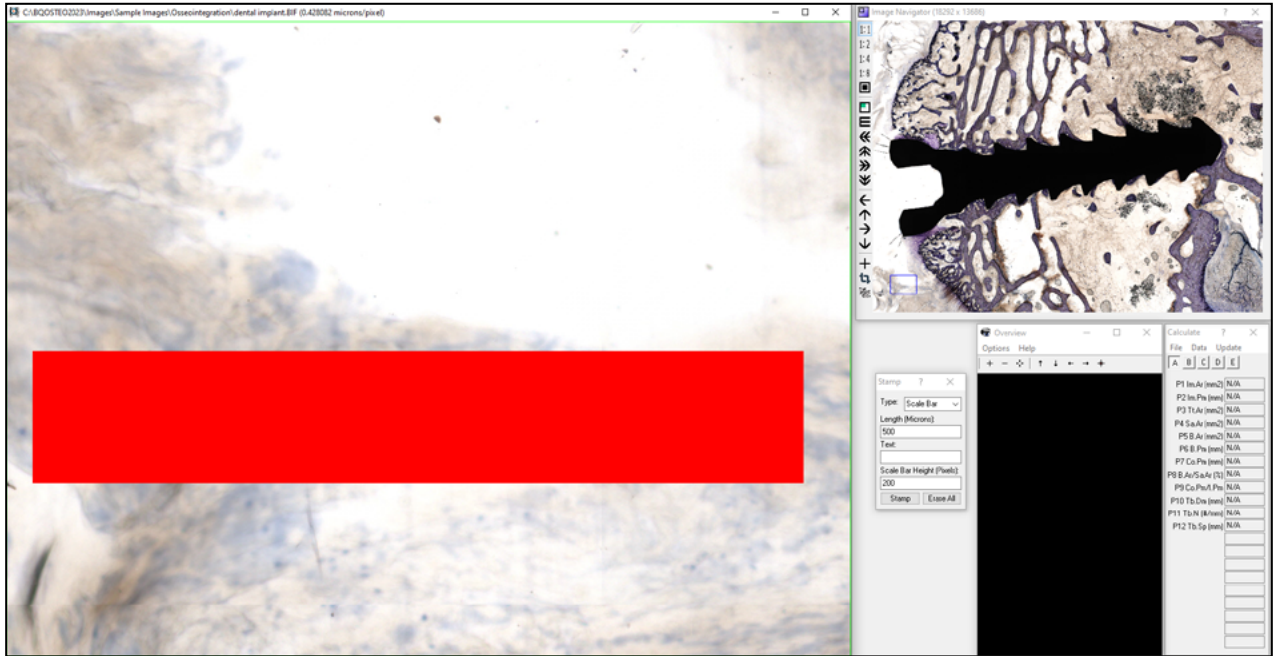 C:\BQOSTEO2023\Images\Sample Images\Osseointegration\dental implant.BIF (0.428082 microns/pixel)
Image Navigator (18292 x 13686)
1:1
1:2
1:4
1:8
Overview
Options Help
Stamp
Type: Scale Bar
Length (Microns):
500
Text:
Scale Bar Height (Pixels):
200
Stamp Erase All
Calculate
File Data Update
A B C D E
P1 Im.Ar (mm2) N/A
P2 Im.Pm (mm) N/A
P3 Tt.Ar (mm2) N/A
P4 Sa.Ar (mm2) N/A
P5 B.Ar (mm2) N/A
P6 B.Pm (mm) N/A
P7 Co.Pm (mm) N/A
P8 B.Ar/Sa.Ar (%) N/A
P9 Co.Pm/I.Pm N/A
P10 Tb.Dm (mm) N/A
P11 Tb.N (#/mm) N/A
P12 Tb.Sp (mm) N/A